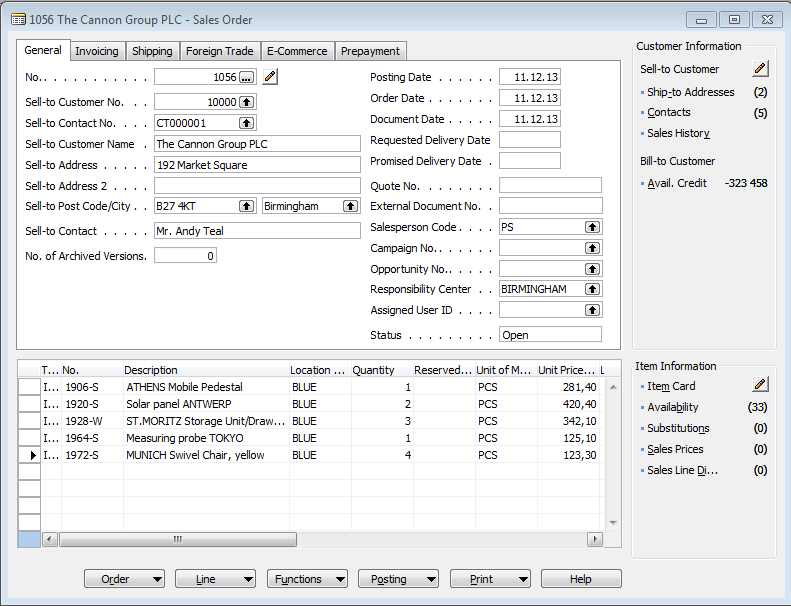 1056 The Cannon Group PLC - Sales Order
General Invoicing Shipping Foreign Trade E-Commerce Prepayment
No. 1056 ...
Sell-to Customer No. 10000
Sell-to Contact No. CT000001
Sell-to Customer Name The Cannon Group PLC
Sell-to Address 192 Market Square
Sell-to Address 2
Sell-to Post Code/City B27 4KT Birmingham
Sell-to Contact Mr. Andy Teal
No. of Archived Versions. 0
Posting Date 11.12.13
Order Date 11.12.13
Document Date 11.12.13
Requested Delivery Date
Promised Delivery Date
Quote No.
External Document No.
Salesperson Code PS
Campaign No.
Opportunity No.
Responsibility Center BIRMINGHAM
Assigned User ID
Status Open
Customer Information
Sell-to Customer
Ship-to Addresses (2)
Contacts (5)
Sales History
Bill-to Customer
Avail. Credit -323 458
T... No. Description Location ... Quantity Reserved... Unit of M... Unit Price... L
I... 1906-S ATHENS Mobile Pedestal BLUE 1 PCS 281,40
I... 1920-S Solar panel ANTWERP BLUE 2 PCS 420,40
I... 1928-W ST.MORITZ Storage Unit/Draw... BLUE 3 PCS 342,10
I... 1964-S Measuring probe TOKYO BLUE 1 PCS 125,10
I... 1972-S MUNICH Swivel Chair, yellow BLUE 4 PCS 123,30
Item Information
Item Card
Availability (33)
Substitutions (0)
Sales Prices (0)
Sales Line Di... (0)
Order Line Functions Posting Print Help